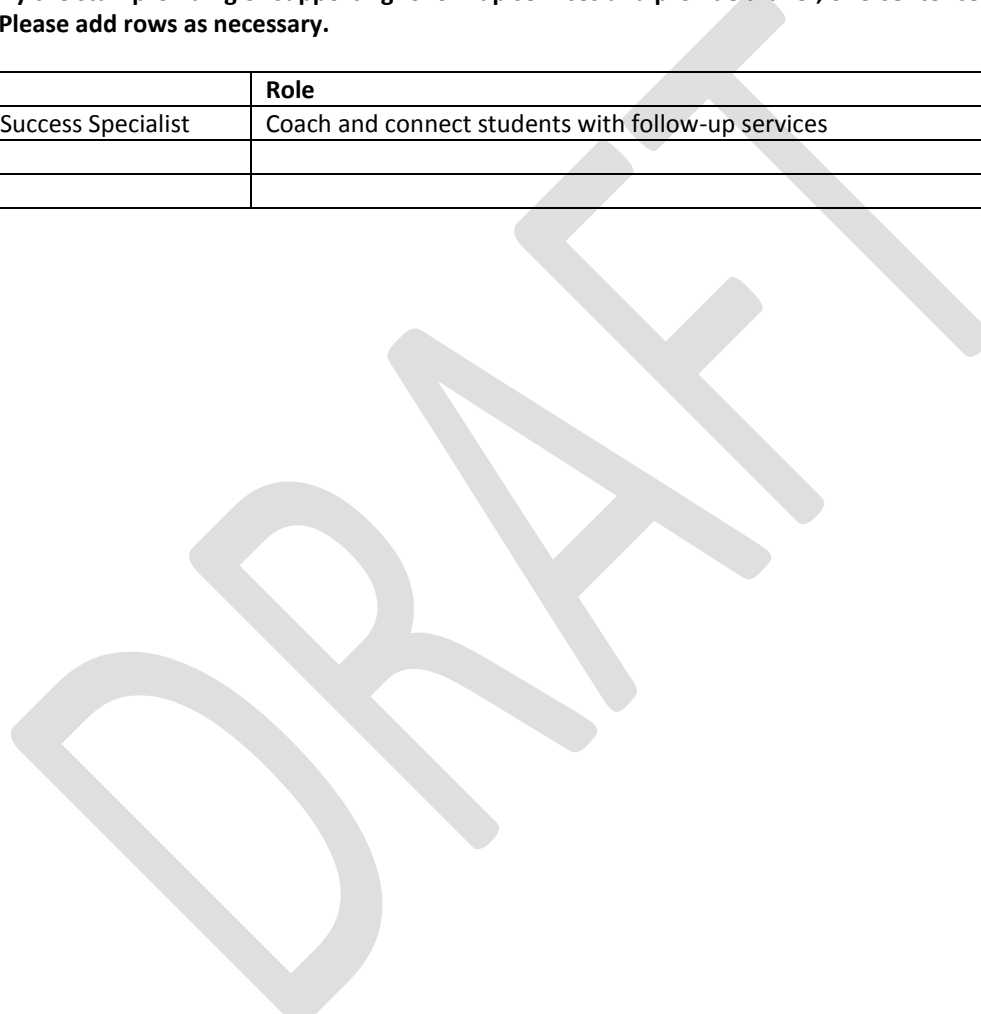 Please add rows as necessary.
Role
Success Specialist Coach and connect students with follow-up services
DRAFT